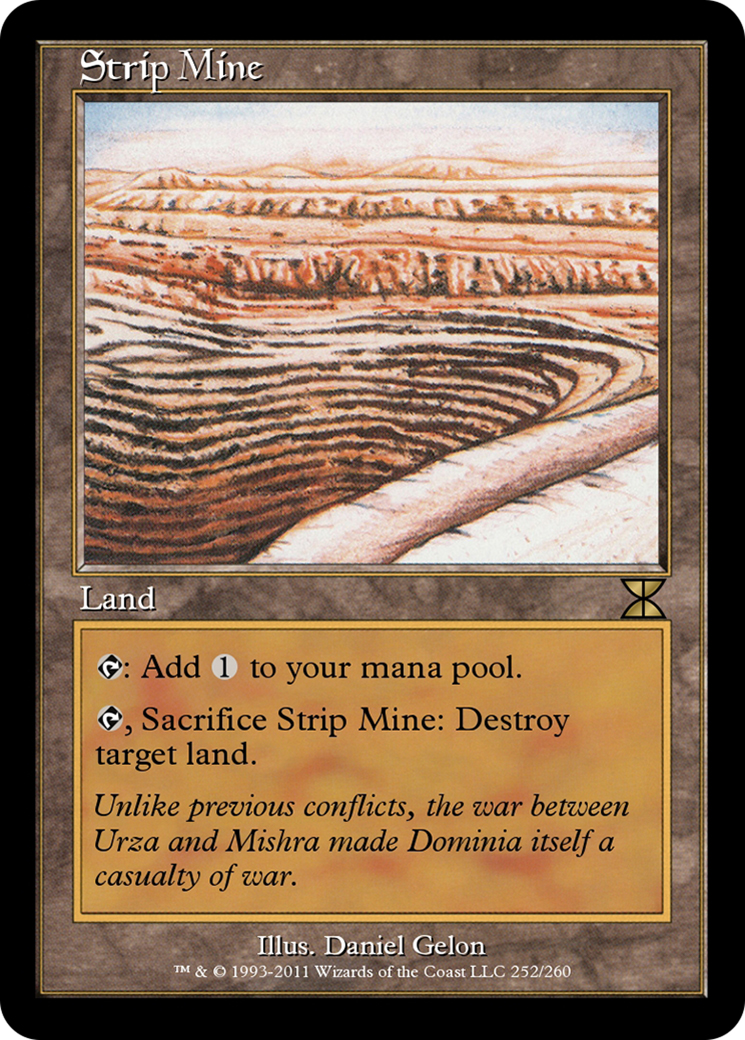 Strip Mine
Land
: Add 1 to your mana pool.
, Sacrifice Strip Mine: Destroy
target land.
Unlike previous conflicts, the war between
Urza and Mishra made Dominia itself a
casualty of war.
Illus. Daniel Gelon
™ & © 1993-2011 Wizards of the Coast LLC 252/260